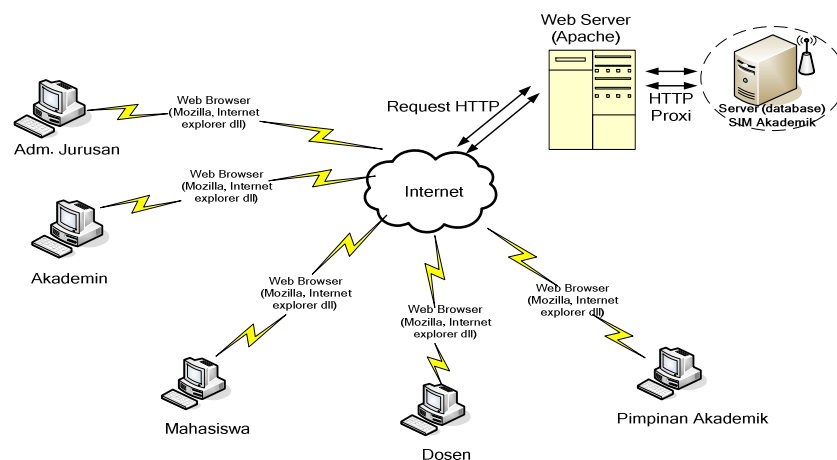 Web Server
(Apache)
Request HTTP
HTTP
Proxi
Server (database)
SIM Akademik
Web Browser
(Mozilla, Internet
explorer dll)
Adm. Jurusan
Web Browser
(Mozilla, Internet
explorer dll)
Internet
Akademin
Web Browser
(Mozilla, Internet
explorer dll)
Web Browser
(Mozilla, Internet
explorer dll)
Web Browser
(Mozilla, Internet
explorer dll)
Mahasiswa
Dosen
Pimpinan Akademik